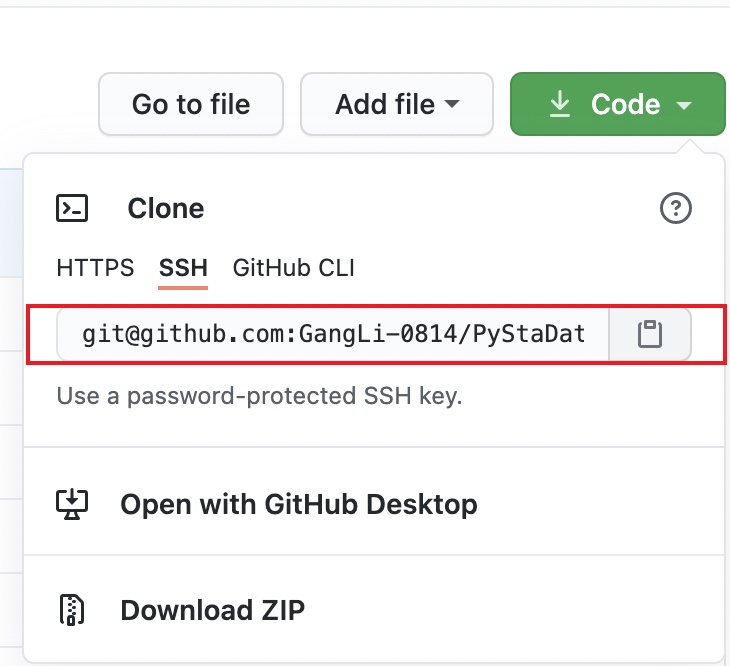 Go to file Add file Code
Clone
HTTPS SSH GitHub CLI
git@github.com:GangLi-0814/PyStaDat
Use a password-protected SSH key.
Open with GitHub Desktop
Download ZIP